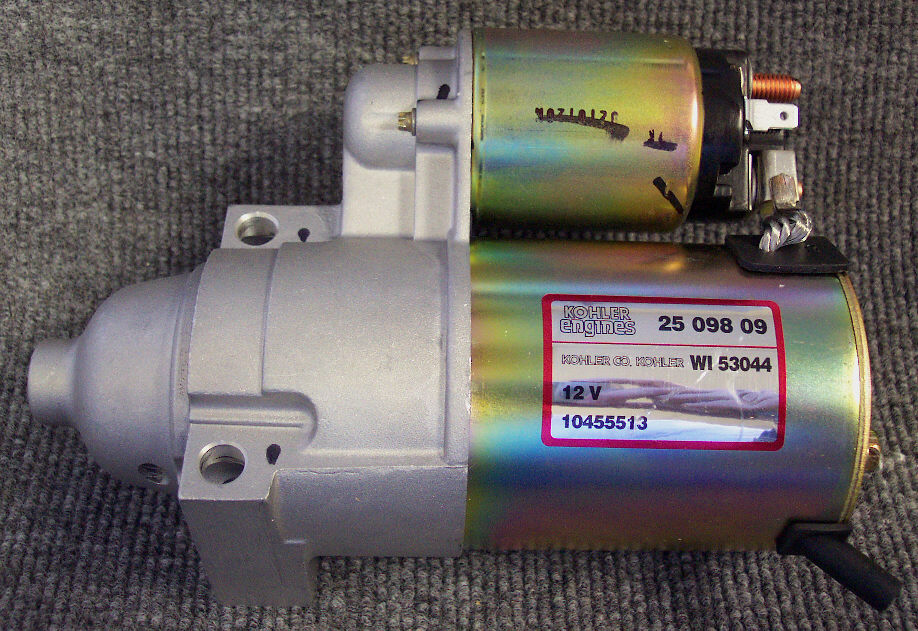 KOHLER
engines
25 098 09
KOHLER CO. KOHLER WI 53044
12 V
10455513